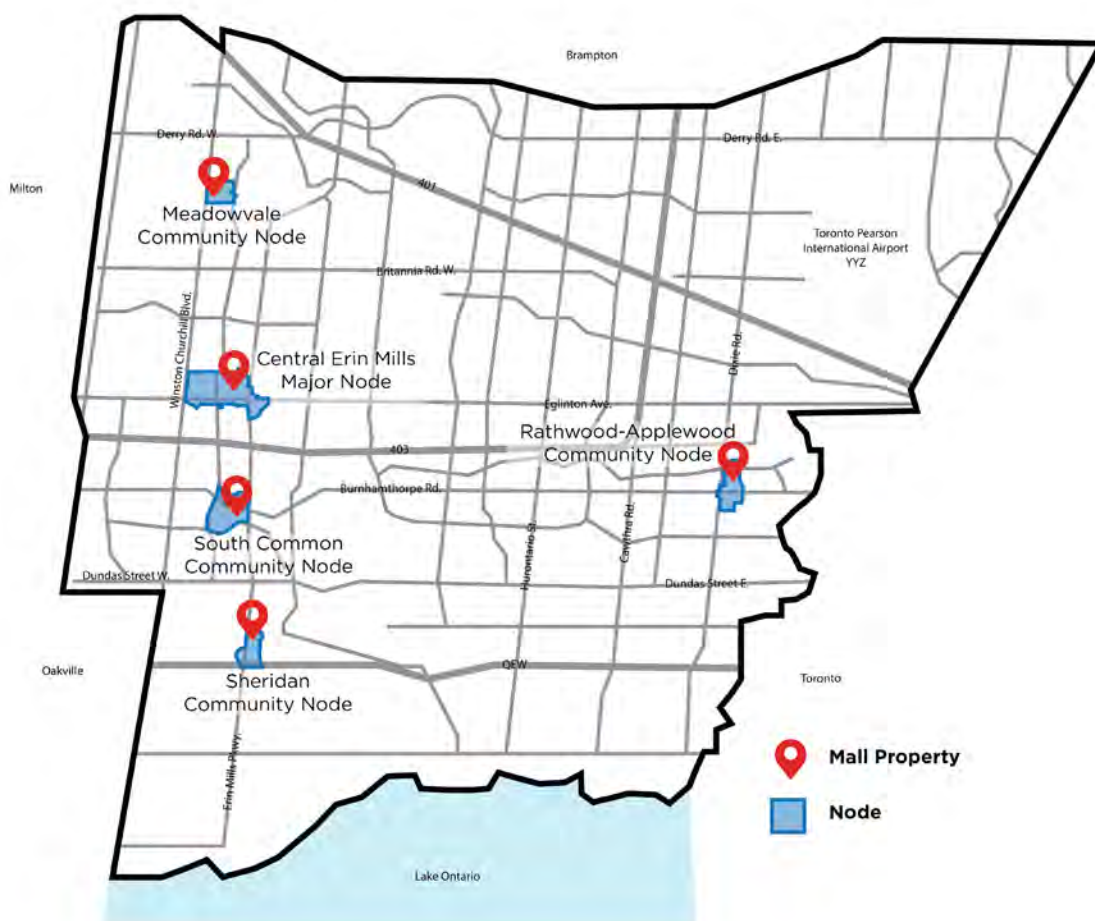 Brampton
Derry Rd. W.
Derry Rd. E.
Milton
401
Meadowvale
Community Node
Toronto Pearson
International Airport
YYZ
Britannia Rd. W.
Winston Churchill Blvd.
Dixie Rd.
Central Erin Mills
Major Node
Eglinton Ave.
Rathwood-Applewood
Community Node
403
Burnhamthorpe Rd.
Hurontario St.
Cawthra Rd.
South Common
Community Node
Dundas Street W.
Dundas Street E.
Oakville
QEW
Toronto
Sheridan
Community Node
Erin Mills Pkwy.
Mall Property
Node
Lake Ontario